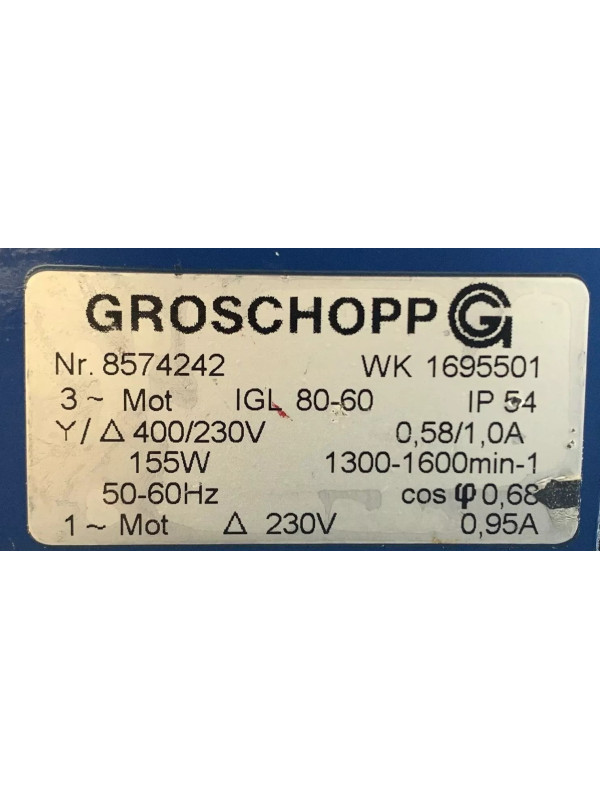 GROSCHOPP
Nr. 8574242 WK 1695501
3 ~ Mot IGL 80-60 IP 54
Y/Δ 400/230V 0,58/1,0A
155W 1300-1600min-1
50-60Hz cos φ 0,68
1 ~ Mot Δ 230V 0,95A